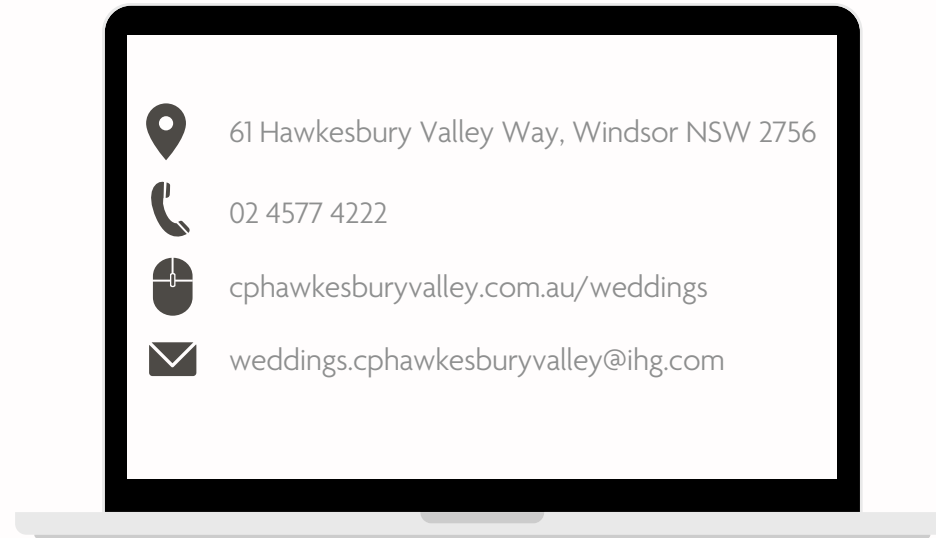 61 Hawkesbury Valley Way, Windsor NSW 2756
02 4577 4222
cphawkesburyvalley.com.au/weddings
weddings.cphawkesburyvalley@ihg.com